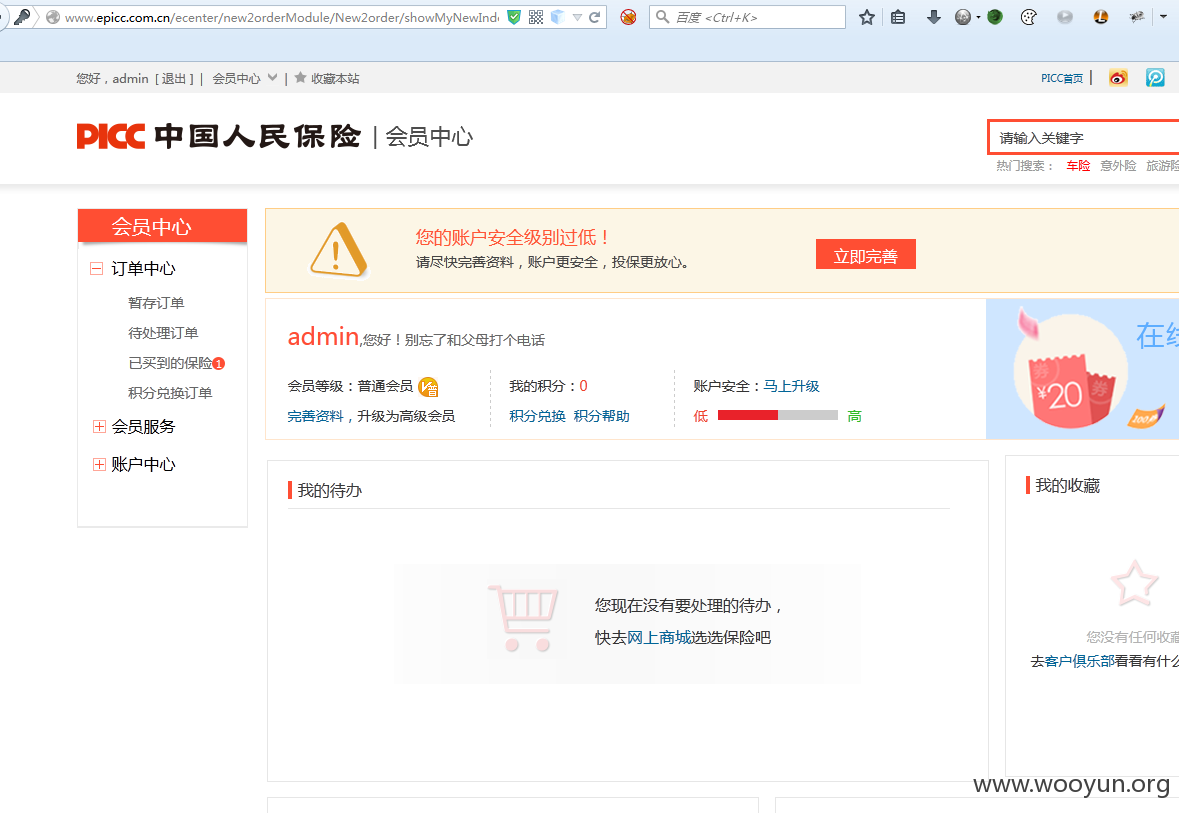 www.epicc.com.cn/ecenter/new2orderModule/New2order/showMyNewInde
百度 <Ctrl+K>
您好，admin [ 退出 ] | 会员中心 | 收藏本站
PICC首页 |
PICC 中国人民保险 | 会员中心
请输入关键字
热门搜索： 车险 意外险 旅游险
会员中心
订单中心
暂存订单
待处理订单
已买到的保险 1
积分兑换订单
会员服务
账户中心
您的账户安全级别过低！
请尽快完善资料，账户更安全，投保更放心。
立即完善
admin,您好！别忘了和父母打个电话
会员等级：普通会员 V普
我的积分：0
账户安全：马上升级
完善资料，升级为高级会员
积分兑换 积分帮助
低 高
在线
券 券
¥20
我的待办
您现在没有要处理的待办，
快去网上商城选选保险吧
我的收藏
您没有任何收藏
去客户俱乐部看看有什么
www.wooyun.org